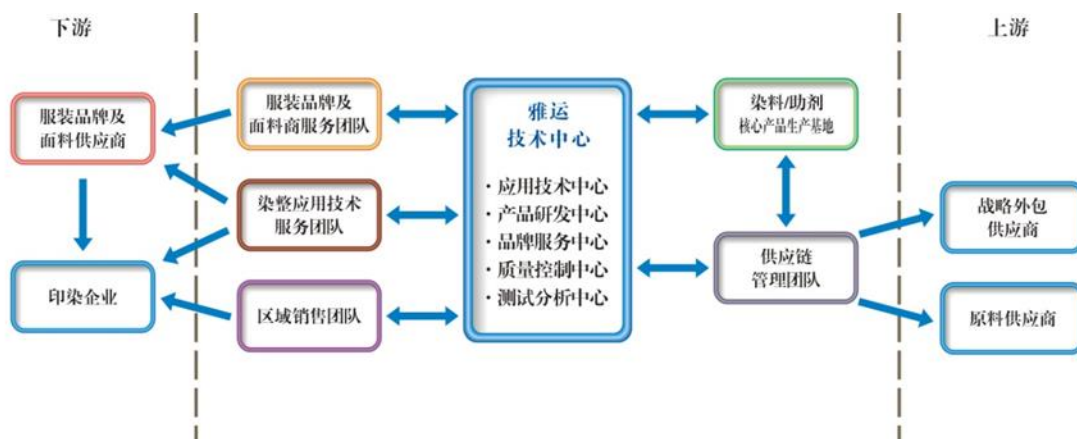 下游
上游
服装品牌及
面料供应商
印染企业
服装品牌及
面料商服务团队
染整应用技术
服务团队
区域销售团队
雅运
技术中心
·应用技术中心
·产品研发中心
·品牌服务中心
·质量控制中心
·测试分析中心
染料/助剂
核心产品生产基地
供应链
管理团队
战略外包
供应商
原料供应商